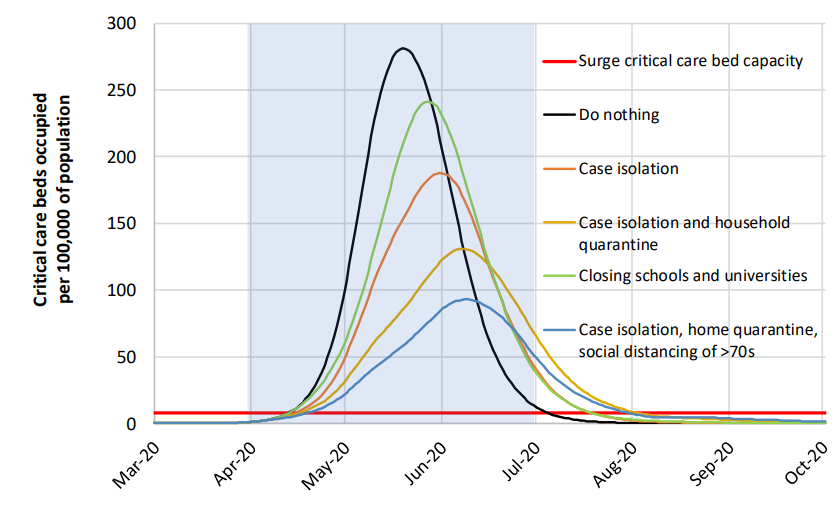 Critical care beds occupied
per 100,000 of population
300
250
200
150
100
50
0
Mar-20
Apr-20
May-20
Jun-20
Jul-20
Aug-20
Sep-20
Oct-20
Surge critical care bed capacity
Do nothing
Case isolation
Case isolation and household
quarantine
Closing schools and universities
Case isolation, home quarantine,
social distancing of >70s